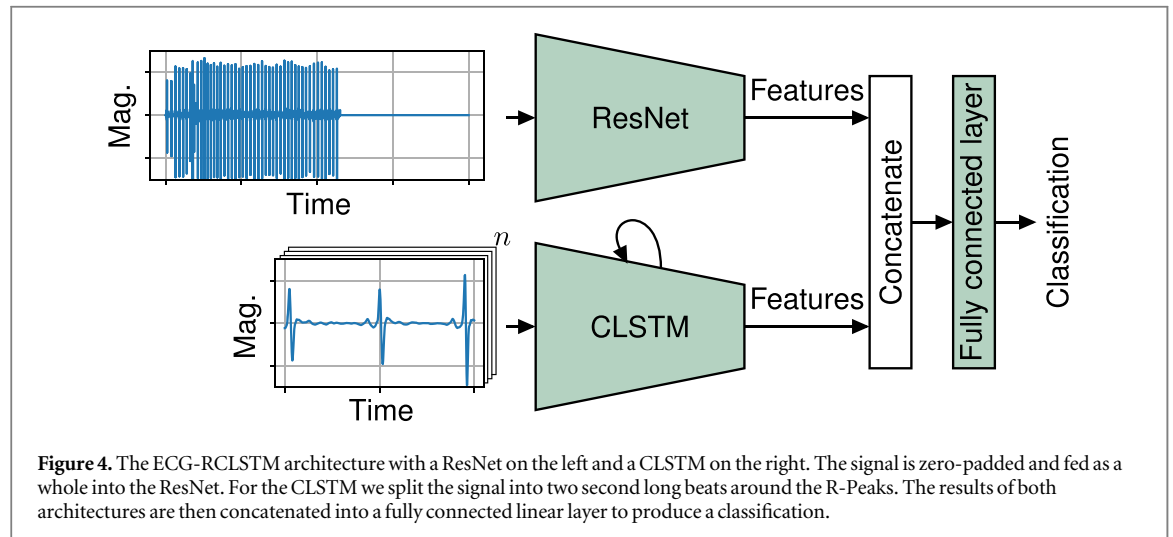 Mag.
Time
ResNet
Features
n
Mag.
Time
CLSTM
Features
Concatenate
Fully connected layer
Classification
Figure 4. The ECG-RCLSTM architecture with a ResNet on the left and a CLSTM on the right. The signal is zero-padded and fed as a
whole into the ResNet. For the CLSTM we split the signal into two second long beats around the R-Peaks. The results of both
architectures are then concatenated into a fully connected linear layer to produce a classification.